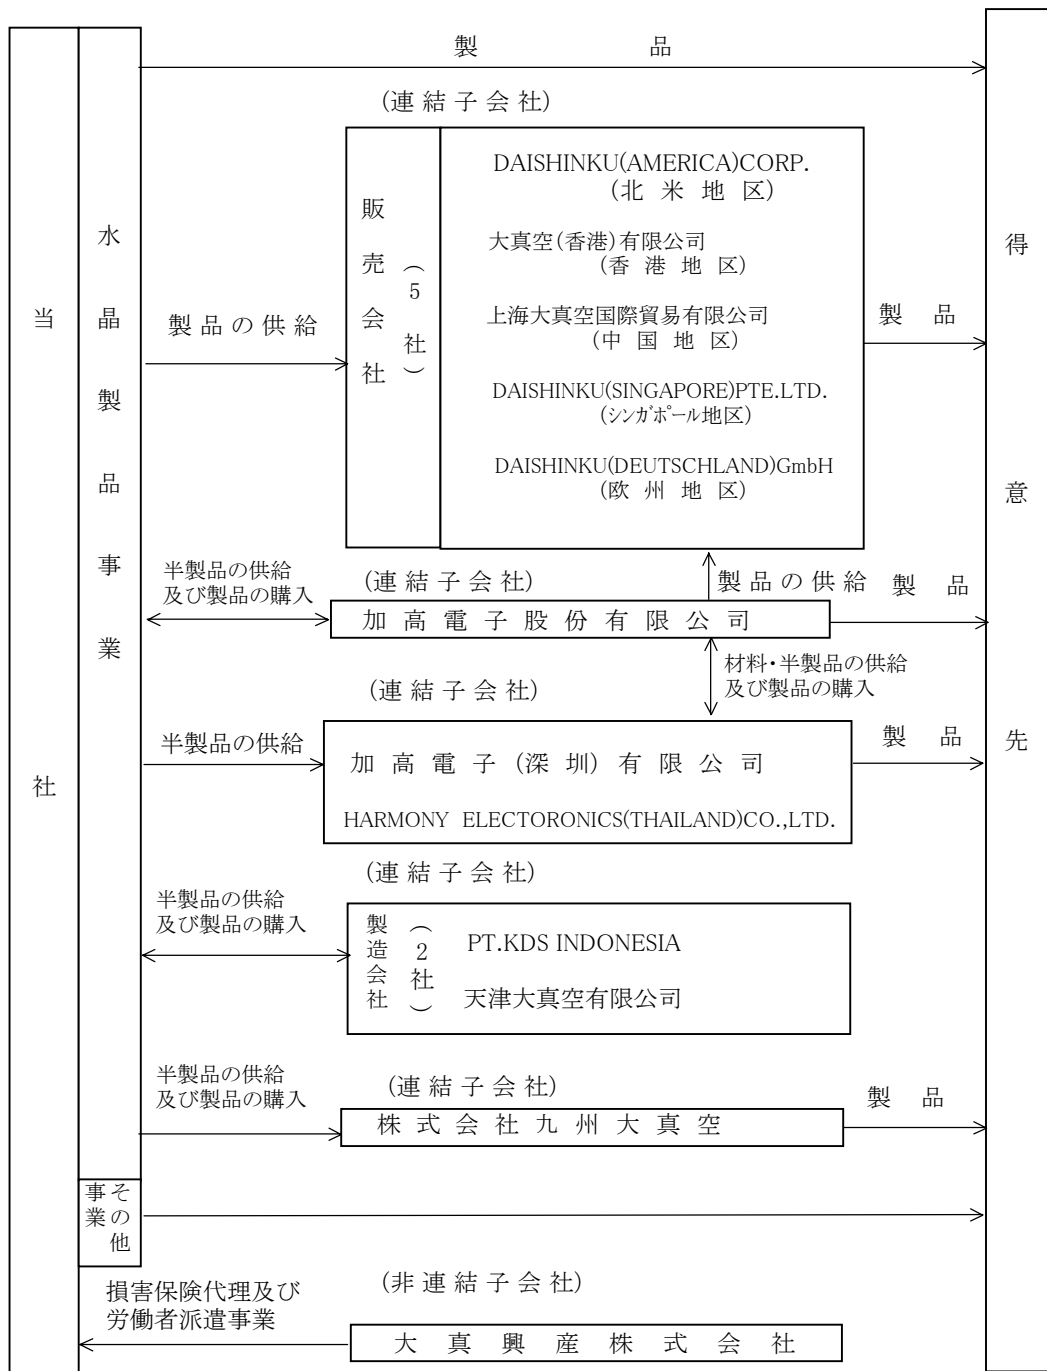 当社
水晶製品事業
製品
得意先
(連結子会社)
販売会社
(5社)
DAISHINKU(AMERICA)CORP.
(北米地区)
大真空(香港)有限公司
(香港地区)
上海大真空国際貿易有限公司
(中国地区)
DAISHINKU(SINGAPORE)PTE.LTD.
(シンガポール地区)
DAISHINKU(DEUTSCHLAND)GmbH
(欧州地区)
製品の供給
製品
半製品の供給
及び製品の購入
(連結子会社)
加高電子股份有限公司
製品の供給
製品
材料・半製品の供給
及び製品の購入
(連結子会社)
半製品の供給
加高電子(深圳)有限公司
HARMONY ELECTORONICS(THAILAND)CO.,LTD.
製品
(連結子会社)
半製品の供給
及び製品の購入
製造会社
(2社)
PT.KDS INDONESIA
天津大真空有限公司
半製品の供給
及び製品の購入
(連結子会社)
株式会社九州大真空
製品
その他
事業
(非連結子会社)
損害保険代理及び
労働者派遣事業
大真興産株式会社